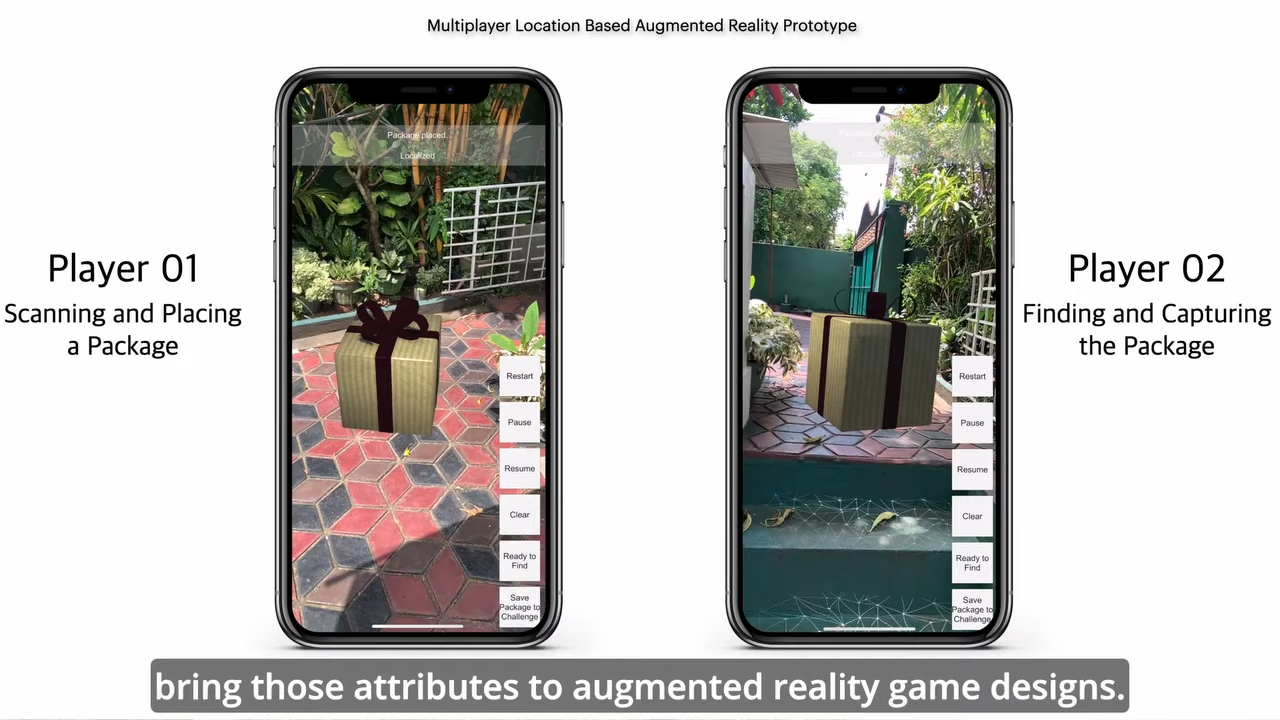 Multiplayer Location Based Augmented Reality Prototype
Player 01
Scanning and Placing
a Package
Package placed.
Localized
Restart
Pause
Resume
Clear
Ready to
Find
Save
Package to
Challenge
Player 02
Finding and Capturing
the Package
Restart
Pause
Resume
Clear
Ready to
Find
Save
Package to
Challenge
bring those attributes to augmented reality game designs.